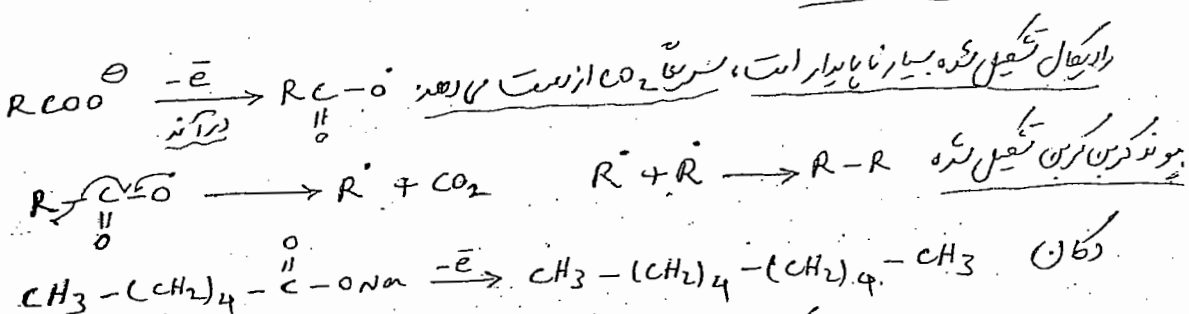 RCOO⊖ —ē→ RC–O• رادیکال تشکیل شده بسیار ناپایدار است، سریعاً CO₂ از دست می‌دهد.
در آند
||
O
R–C–O• ⟶ R• + CO₂ R• + R• ⟶ R–R پیوند کربن کربن تشکیل شده
||
O
O
||
CH₃–(CH₂)₄–C–ONa —ē→ CH₃–(CH₂)₄–(CH₂)₄–CH₃ دکان